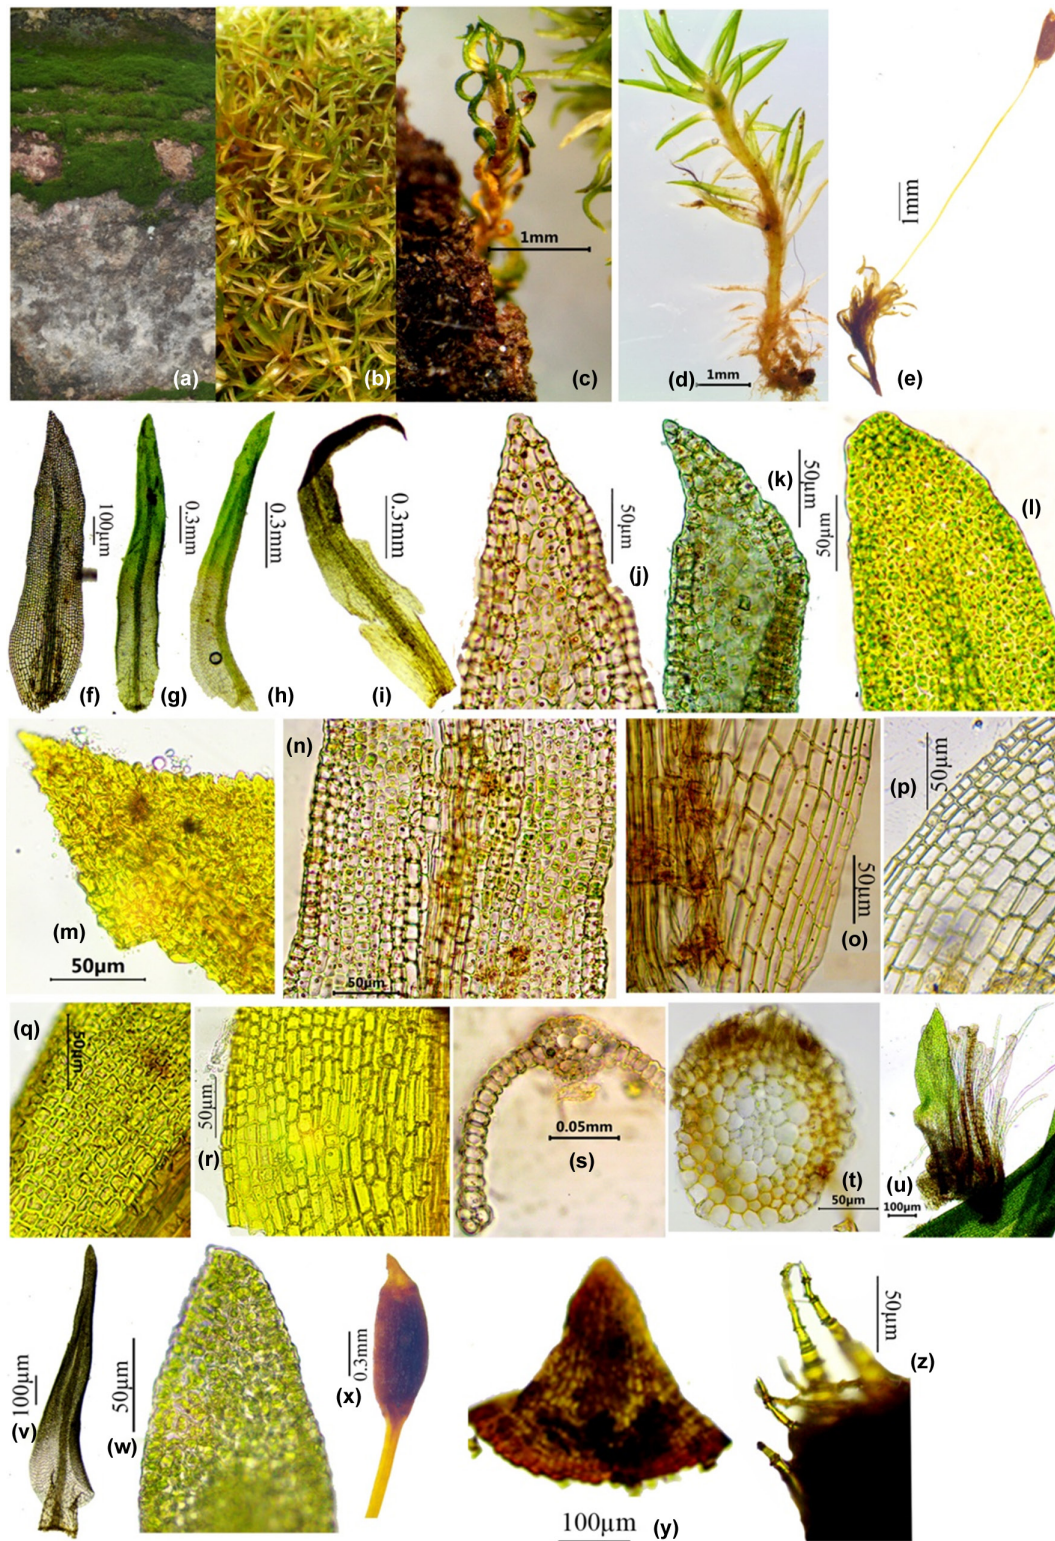 (a)
(b)
1mm
(c)
(d)
1mm
1mm
(e)
100µm
(f)
0.3mm
(g)
0.3mm
(h)
0.3mm
(i)
50µm
(j)
(k)
50µm
50µm
(l)
(m)
50µm
(n)
50µm
50µm
(o)
(p)
50µm
(q)
50µm
50µm
(r)
0.05mm
(s)
(t)
50µm
(u)
100µm
100µm
(v)
50µm
(w)
0.3mm
(x)
100µm
(y)
50µm
(z)